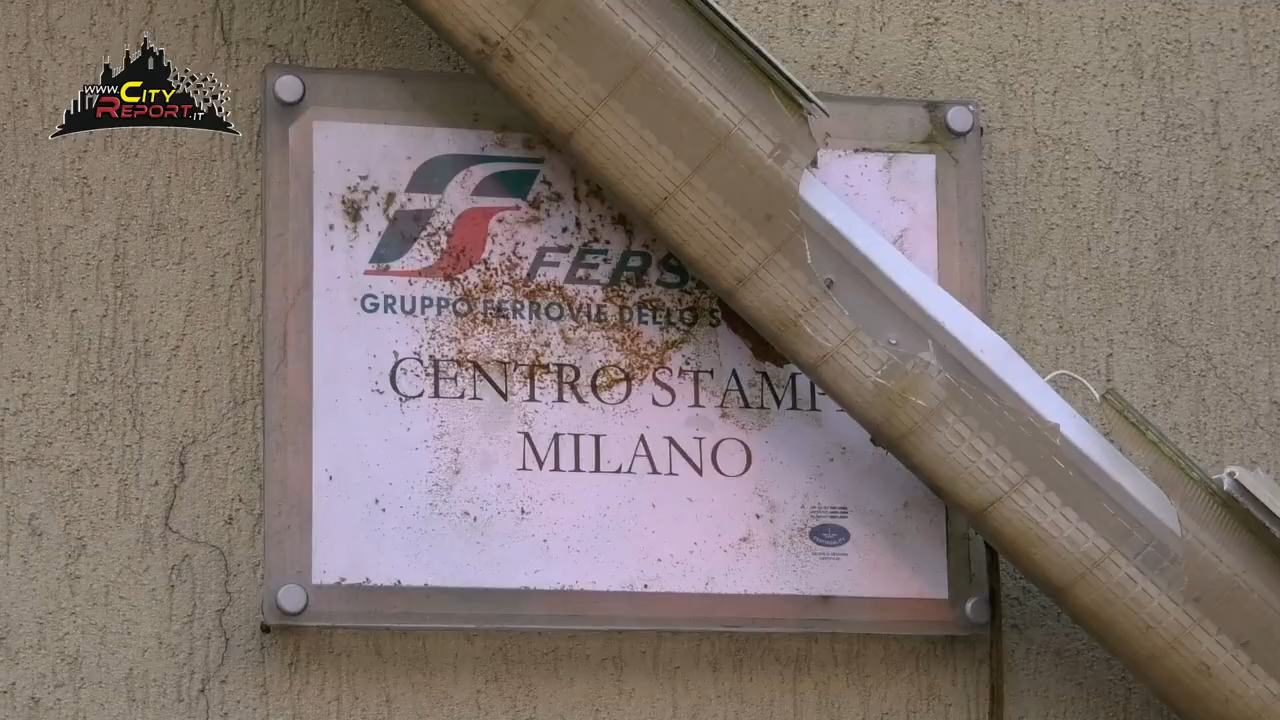 www.CITY
REPORT.IT
FERS
GRUPPO FERROVIE DELLO S
CENTRO STAMP
MILANO